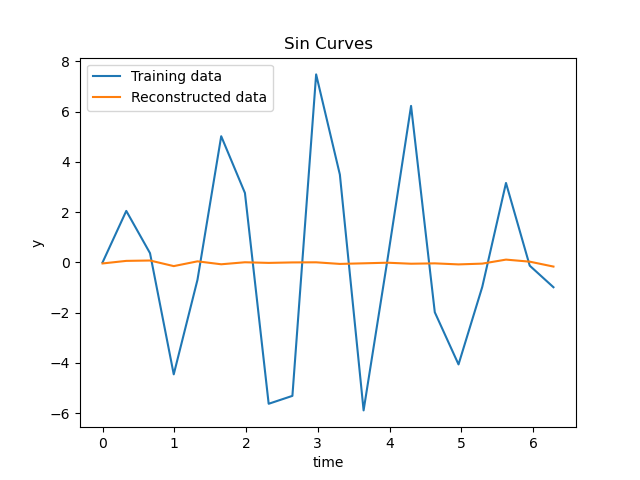 Sin Curves
Training data
Reconstructed data
8
6
4
2
0
−2
−4
−6
y
0 1 2 3 4 5 6
time